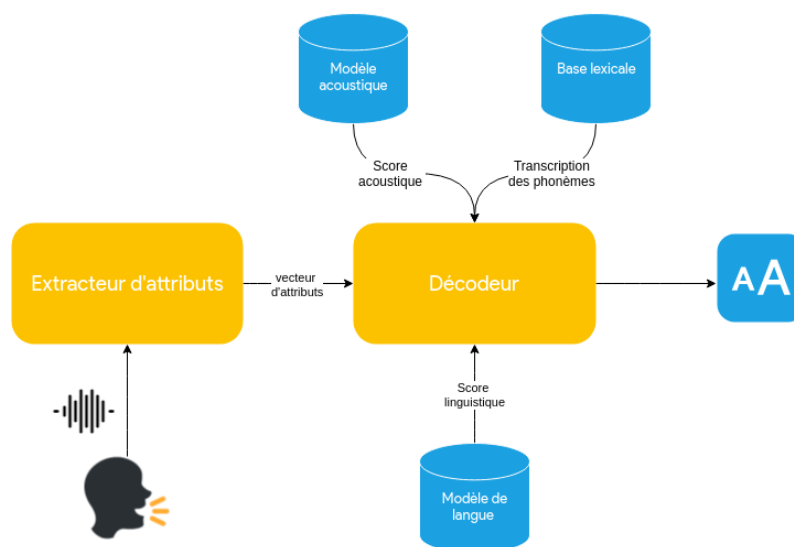 Modèle
acoustique
Base lexicale
Score
acoustique
Transcription
des phonèmes
Extracteur d'attributs
vecteur
d'attributs
Décodeur
AA
Score
linguistique
Modèle de
langue